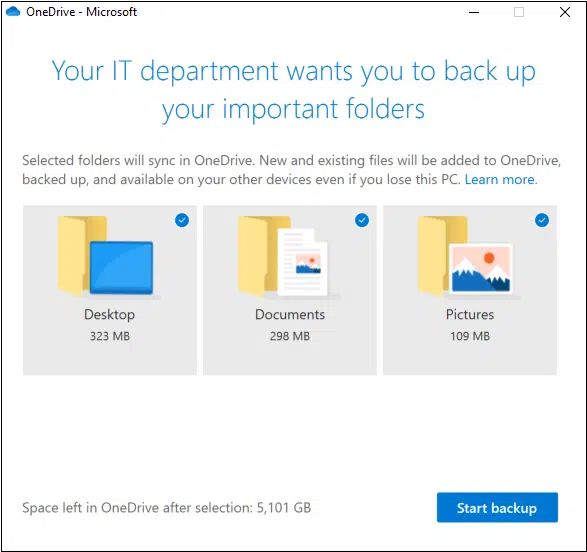 OneDrive - Microsoft
Your IT department wants you to back up
your important folders
Selected folders will sync in OneDrive. New and existing files will be added to OneDrive,
backed up, and available on your other devices even if you lose this PC. Learn more.
Desktop
323 MB
Documents
298 MB
Pictures
109 MB
Space left in OneDrive after selection: 5,101 GB
Start backup